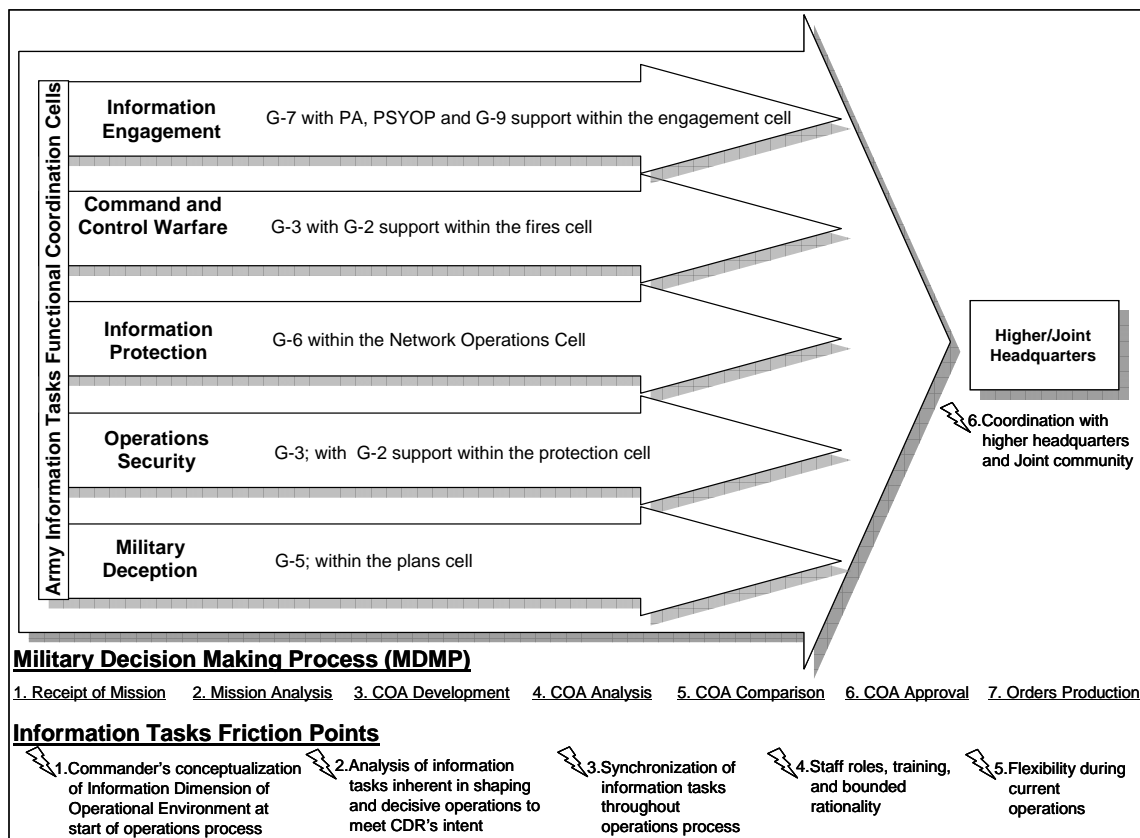 Army Information Tasks Functional Coordination Cells
Information
Engagement
G-7 with PA, PSYOP and G-9 support within the engagement cell
Command and
Control Warfare
G-3 with G-2 support within the fires cell
Information
Protection
G-6 within the Network Operations Cell
Operations
Security
G-3; with G-2 support within the protection cell
Military
Deception
G-5; within the plans cell
Higher/Joint
Headquarters
6.Coordination with
higher headquarters
and Joint community
Military Decision Making Process (MDMP)
1. Receipt of Mission 2. Mission Analysis 3. COA Development 4. COA Analysis 5. COA Comparison 6. COA Approval 7. Orders Production
Information Tasks Friction Points
1.Commander's conceptualization
of Information Dimension of
Operational Environment at
start of operations process
2.Analysis of information
tasks inherent in shaping
and decisive operations to
meet CDR's intent
3.Synchronization of
information tasks
throughout
operations process
4.Staff roles, training,
and bounded
rationality
5.Flexibility during
current
operations